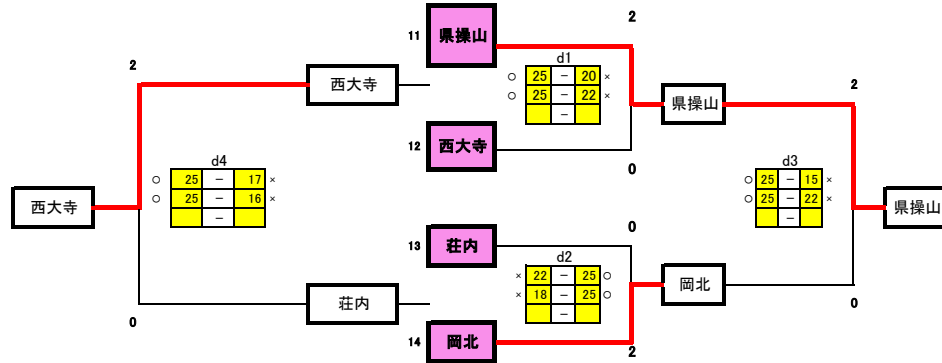 2
11 県操山
2
d1
○ 25 － 20 ×
○ 25 － 22 ×
－
西大寺
県操山
2
12 西大寺
0
d4
○ 25 － 17 ×
○ 25 － 16 ×
－
d3
○ 25 － 15 ×
○ 25 － 22 ×
－
西大寺
県操山
0
13 荘内
d2
× 22 － 25 ○
× 18 － 25 ○
－
岡北
荘内
0
0
14 岡北
2